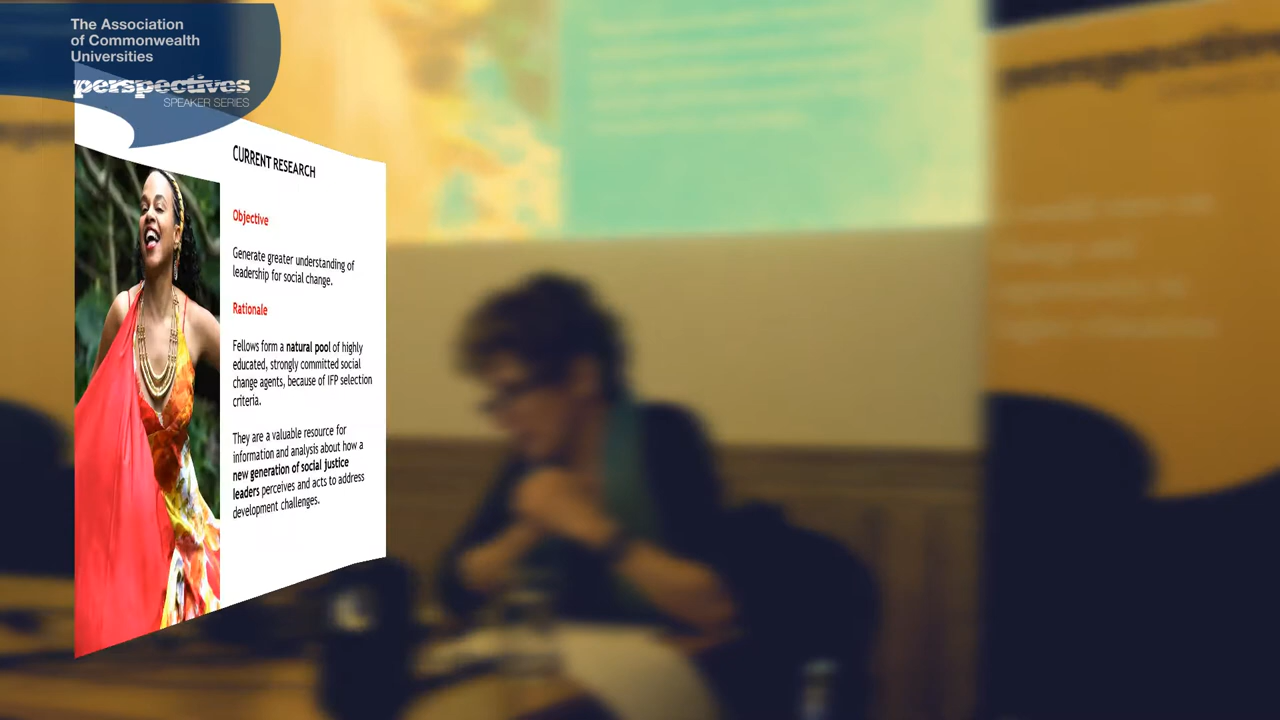 The Association
of Commonwealth
Universities
perspectives
SPEAKER SERIES
CURRENT RESEARCH
Objective
Generate greater understanding of
leadership for social change.
Rationale
Fellows form a natural pool of highly
educated, strongly committed social
change agents, because of IFP selection
criteria.
They are a valuable resource for
information and analysis about how a
new generation of social justice
leaders perceives and acts to address
development challenges.